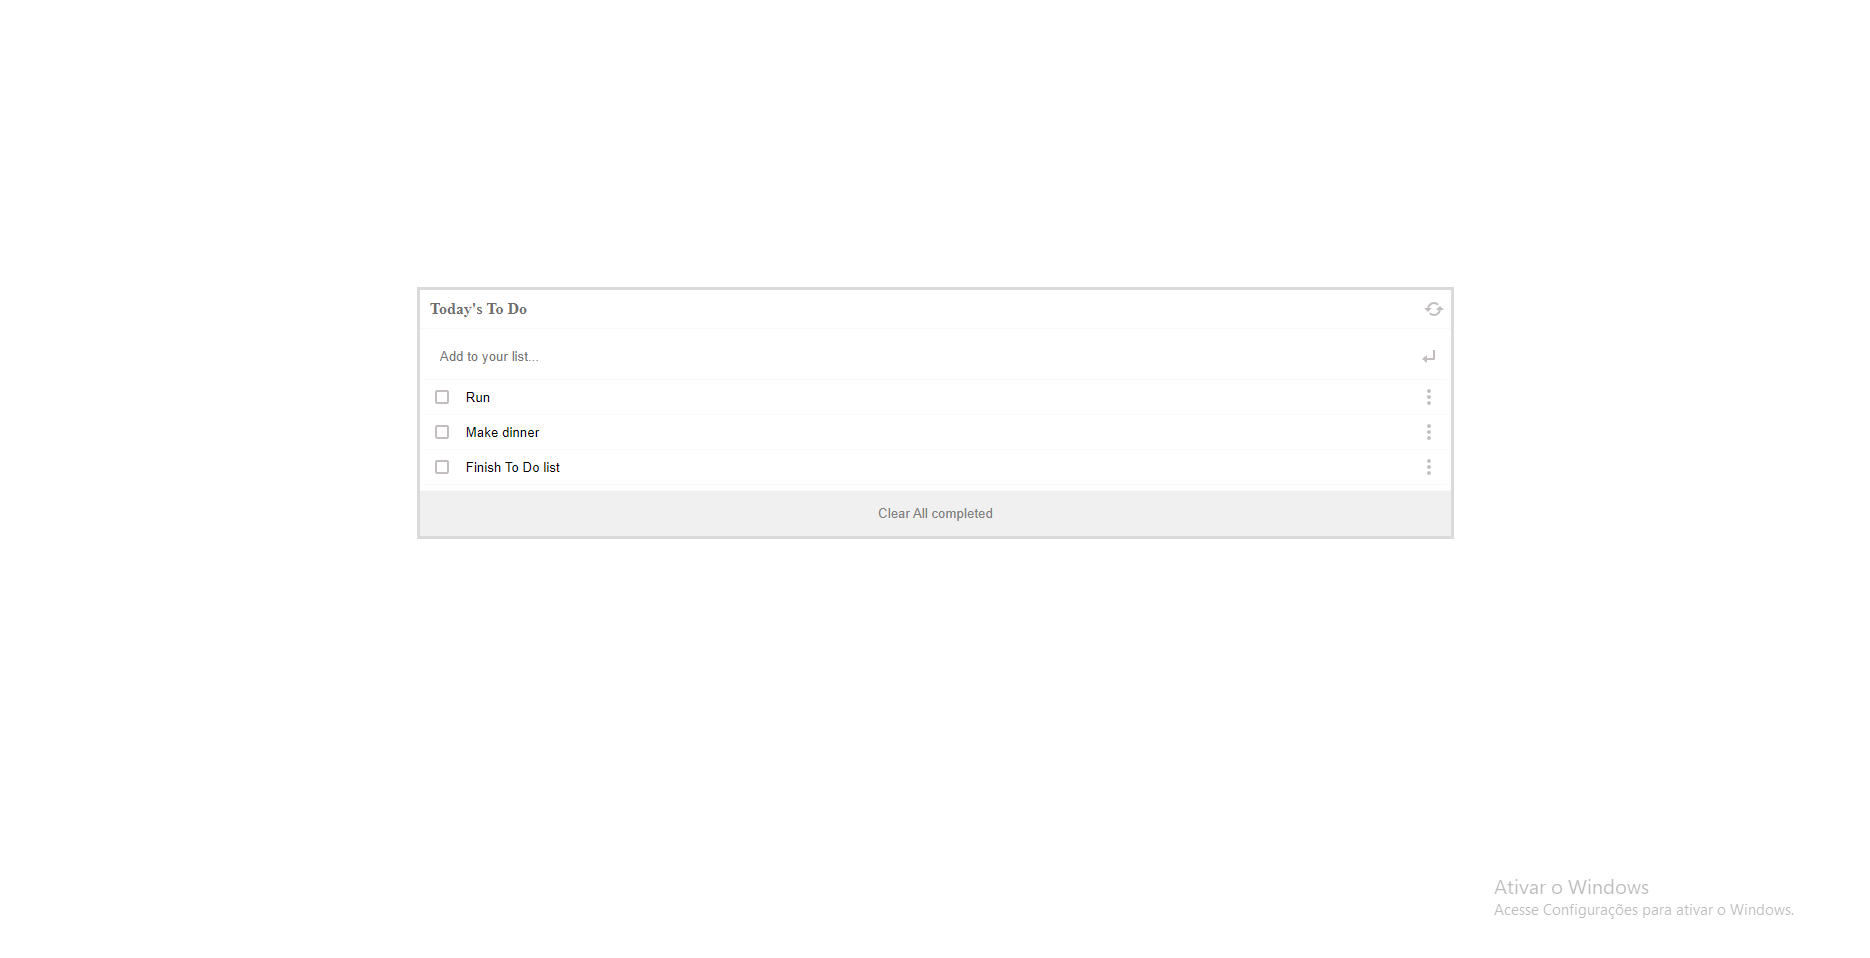 Today's To Do
Add to your list...
Run
Make dinner
Finish To Do list
Clear All completed
Ativar o Windows
Acesse Configurações para ativar o Windows.